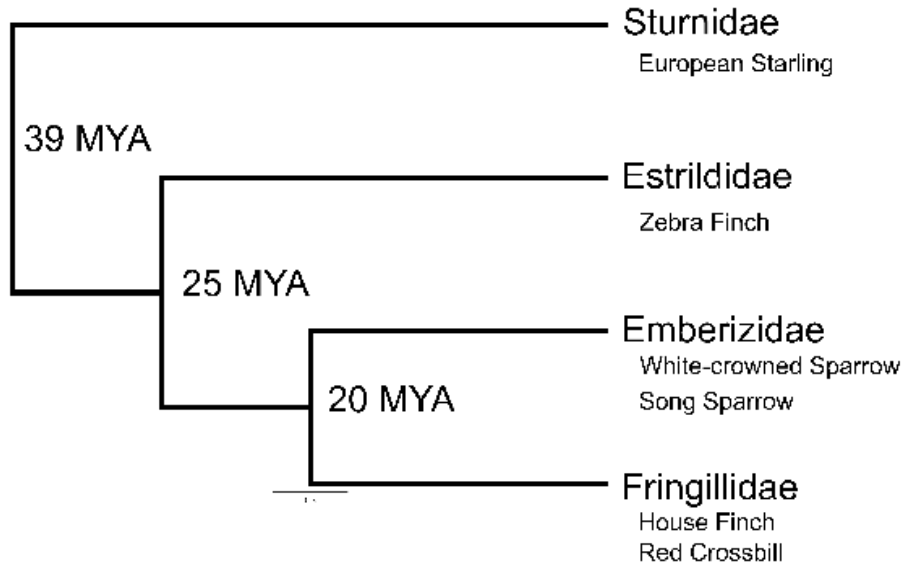 Sturnidae
European Starling
39 MYA
Estrildidae
Zebra Finch
25 MYA
Emberizidae
White-crowned Sparrow
Song Sparrow
20 MYA
Fringillidae
House Finch
Red Crossbill